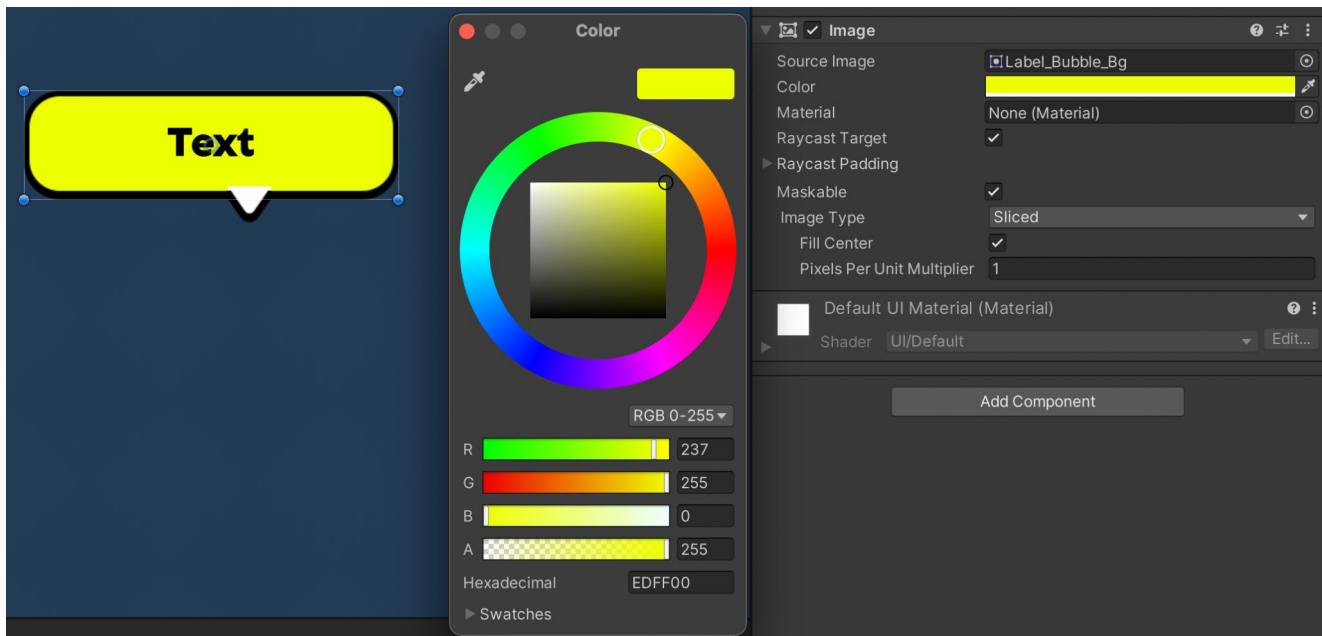 Text
Color
RGB 0-255
R 237
G 255
B 0
A 255
Hexadecimal EDFF00
Swatches
Image
Source Image Label_Bubble_Bg
Color
Material None (Material)
Raycast Target
Raycast Padding
Maskable
Image Type Sliced
Fill Center
Pixels Per Unit Multiplier 1
Default UI Material (Material)
Shader UI/Default Edit...
Add Component